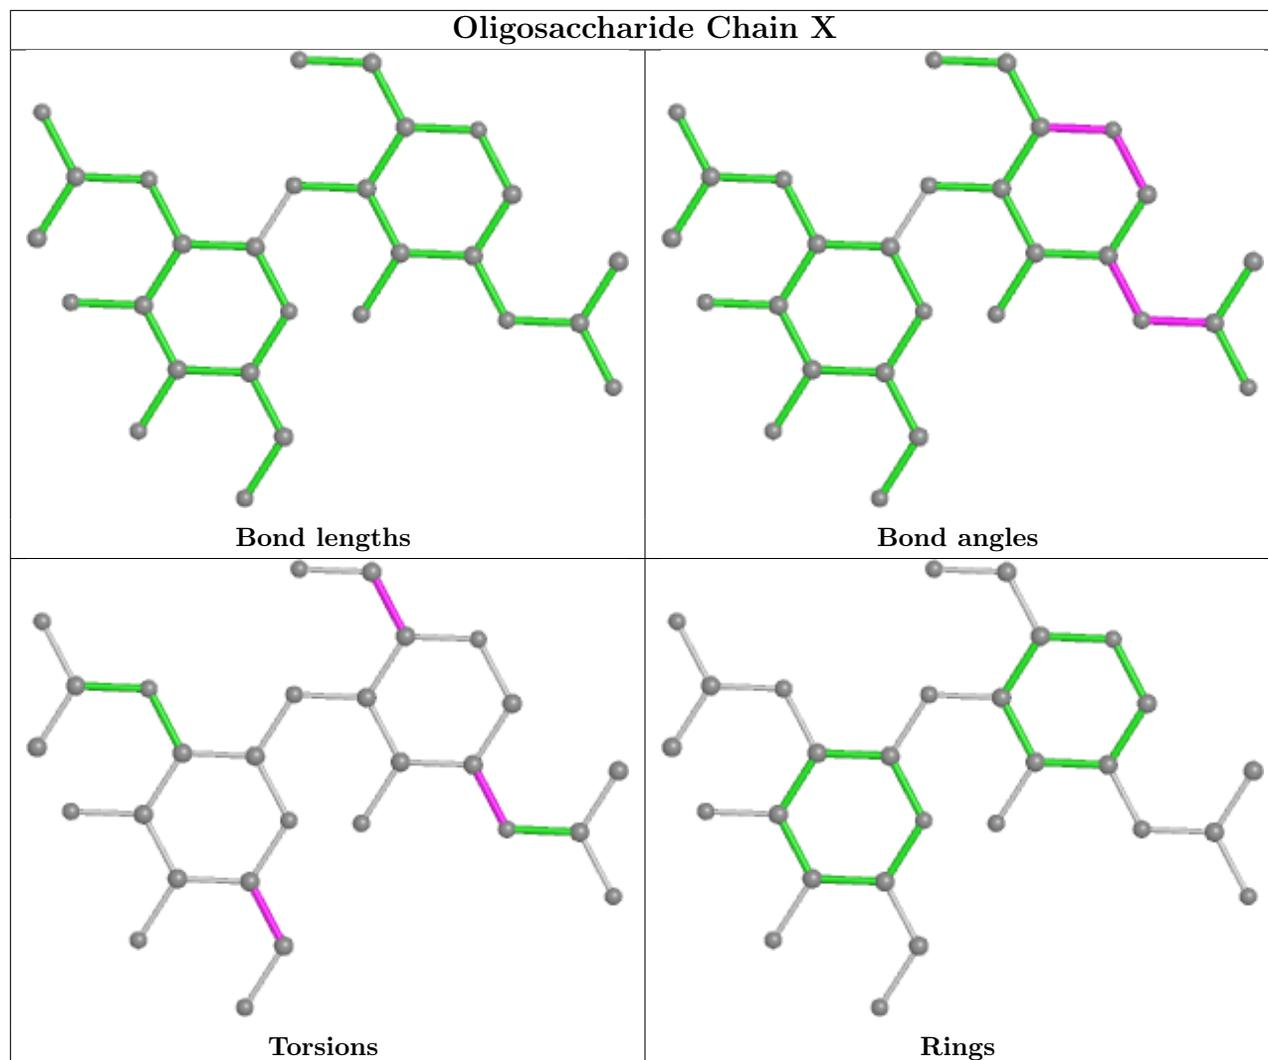 Oligosaccharide Chain X
Bond lengths
Bond angles
Torsions
Rings